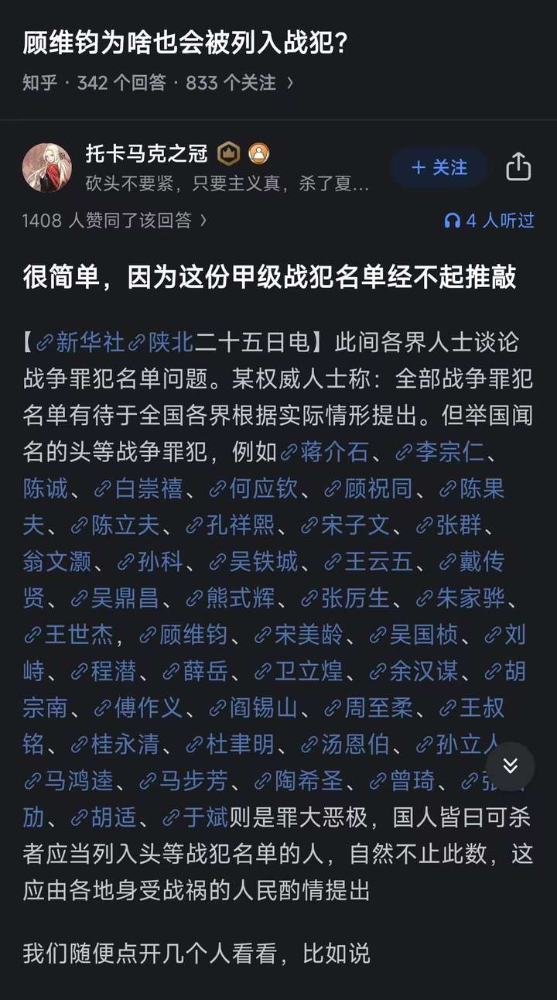 顾维钧为啥也会被列入战犯？
知乎 · 342 个回答 · 833 个关注 >
托卡马克之冠
砍头不要紧，只要主义真，杀了夏...
+ 关注
1408 人赞同了该回答 >
4 人听过
很简单，因为这份甲级战犯名单经不起推敲
【新华社陕北二十五日电】此间各界人士谈论
战争罪犯名单问题。某权威人士称：全部战争罪犯
名单有待于全国各界根据实际情形提出。但举国闻
名的头等战争罪犯，例如蒋介石、李宗仁、
陈诚、白崇禧、何应钦、顾祝同、陈果
夫、陈立夫、孔祥熙、宋子文、张群、
翁文灏、孙科、吴铁城、王云五、戴传
贤、吴鼎昌、熊式辉、张厉生、朱家骅、
王世杰，顾维钧、宋美龄、吴国桢、刘
峙、程潜、薛岳、卫立煌、余汉谋、胡
宗南、傅作义、阎锡山、周至柔、王叔
铭、桂永清、杜聿明、汤恩伯、孙立人
马鸿逵、马步芳、陶希圣、曾琦、
劢、胡适、于斌则是罪大恶极，国人皆曰可杀
者应当列入头等战犯名单的人，自然不止此数，这
应由各地身受战祸的人民酌情提出
我们随便点开几个人看看，比如说